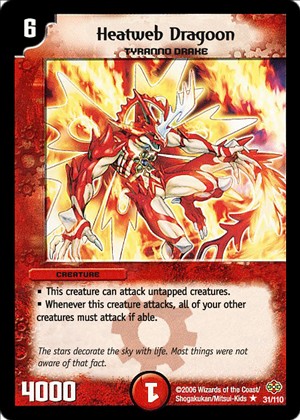 6
Heatweb Dragoon
TYRANNO DRAKE
CREATURE
▪ This creature can attack untapped creatures.
▪ Whenever this creature attacks, all of your other
creatures must attack if able.
The stars decorate the sky with life. Most things were not
aware of that fact.
4000
1
©2006 Wizards of the Coast/
Shogakukan/Mitsui-Kids ★ 31/110